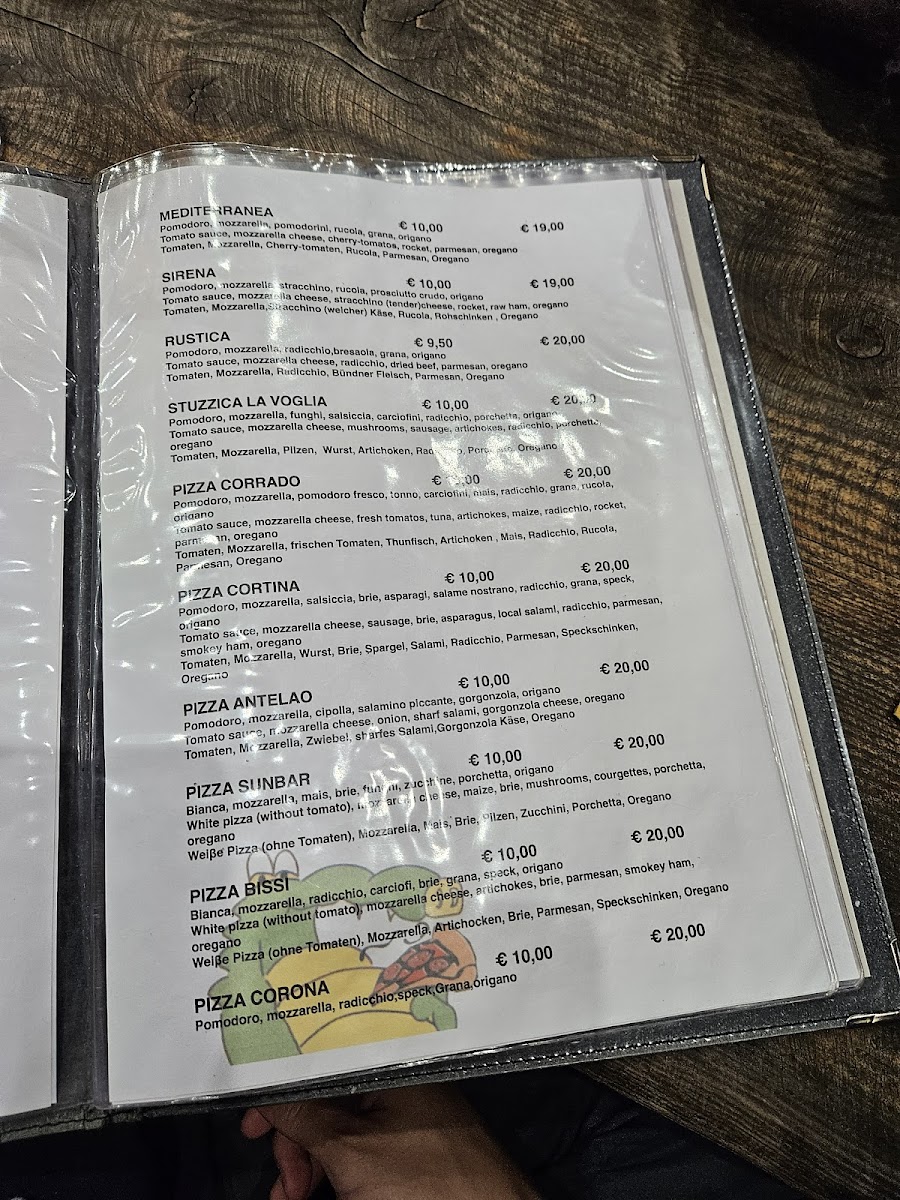 MEDITERRANEA € 10,00 € 19,00
Pomodoro, mozzarella, pomodorini, rucola, grana, origano
Tomato sauce, mozzarella cheese, cherry-tomatos, rocket, parmesan, oregano
Tomaten, Mozzarella, Cherry-tomaten, Rucola, Parmesan, Oregano
SIRENA € 10,00 € 19,00
Pomodoro, mozzarella, stracchino, rucola, prosciutto crudo, origano
Tomato sauce, mozzarella cheese, stracchino (tender)cheese, rocket, raw ham, oregano
Tomaten, Mozzarella,Stracchino (welcher) Käse, Rucola, Rohschinken , Oregano
RUSTICA € 9,50 € 20,00
Pomodoro, mozzarella, radicchio,bresaola, grana, origano
Tomato sauce, mozzarella cheese, radicchio, dried beef, parmesan, oregano
Tomaten, Mozzarella, Radicchio, Bündner Fleisch, Parmesan, Oregano
STUZZICA LA VOGLIA € 10,00 € 20,00
Pomodoro, mozzarella, funghi, salsiccia, carciofini, radicchio, porchetta, origano
Tomato sauce, mozzarella cheese, mushrooms, sausage, artichokes, radicchio, porchetta,
oregano
Tomaten, Mozzarella, Pilzen, Wurst, Artichoken, Oregano
PIZZA CORRADO € 20,00
Pomodoro, mozzarella, pomodoro fresco, tonno, carciofini, mais, radicchio, grana, rucola,
origano
Tomato sauce, mozzarella cheese, fresh tomatos, tuna, artichokes, maize, radicchio, rocket,
parmesan, oregano
Tomaten, Mozzarella, frischen Tomaten, Thunfisch, Artichoken , Mais, Radicchio, Rucola,
Parmesan, Oregano
PIZZA CORTINA € 10,00 € 20,00
Pomodoro, mozzarella, salsiccia, brie, asparagi, salame nostrano, radicchio, grana, speck,
origano
Tomato sauce, mozzarella cheese, sausage, brie, asparagus, local salami, radicchio, parmesan,
smokey ham, oregano
Tomaten, Mozzarella, Wurst, Brie, Spargel, Salami, Radicchio, Parmesan, Speckschinken,
Oregano
PIZZA ANTELAO € 10,00 € 20,00
Pomodoro, mozzarella, cipolla, salamino piccante, gorgonzola, origano
Tomato sauce, mozzarella cheese, onion, sharf salami, gorgonzola cheese, oregano
Tomaten, Mozzarella, Zwiebel, sharfes Salami,Gorgonzola Käse, Oregano
PIZZA SUNBAR € 10,00 € 20,00
Bianca, mozzarella, mais, brie, funghi, zucchine, porchetta, origano
White pizza (without tomato), mozzarella cheese, maize, brie, mushrooms, courgettes, porchetta,
oregano
Weiße Pizza (ohne Tomaten), Mozzarella, Mais, Brie, Pilzen, Zucchini, Porchetta, Oregano
PIZZA BISSI € 10,00 € 20,00
Bianca, mozzarella, radicchio, carciofi, brie, grana, speck, origano
White pizza (without tomato), mozzarella cheese, artichokes, brie, parmesan, smokey ham,
oregano
Weiße Pizza (ohne Tomaten), Mozzarella, Artichocken, Brie, Parmesan, Speckschinken, Oregano
PIZZA CORONA € 10,00 € 20,00
Pomodoro, mozzarella, radicchio,speck,Grana,origano